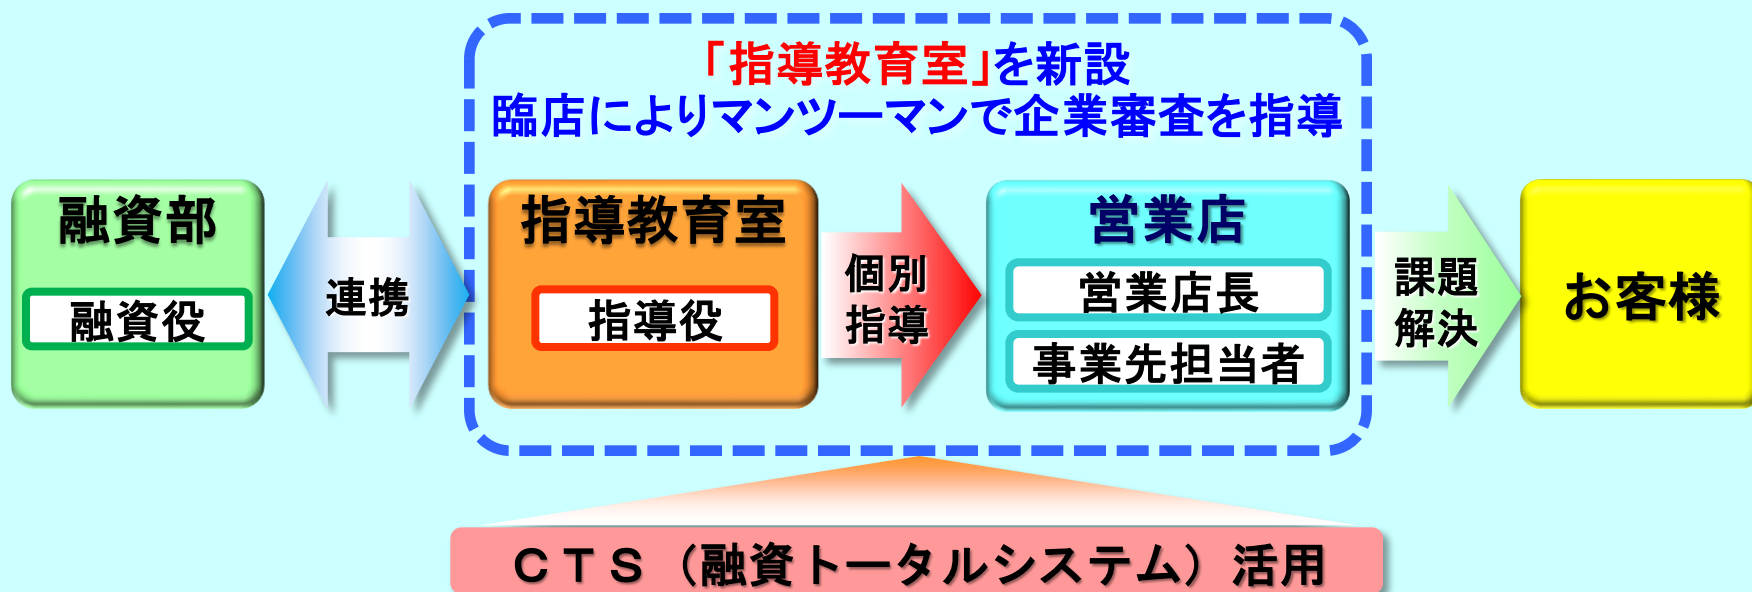 「指導教育室」を新設
臨店によりマンツーマンで企業審査を指導
融資部
融資役
連携
指導教育室
指導役
個別
指導
営業店
営業店長
事業先担当者
課題
解決
お客様
ＣＴＳ（融資トータルシステム）活用